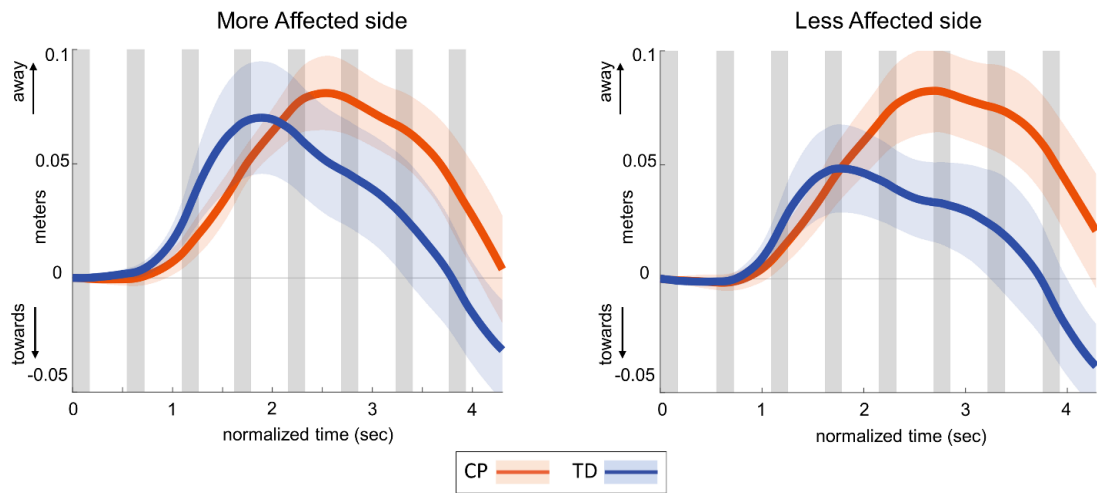 More Affected side
Less Affected side
away
meters
towards
0.1
0.05
0
-0.05
0 1 2 3 4
normalized time (sec)
away
meters
towards
0.1
0.05
0
-0.05
0 1 2 3 4
normalized time (sec)
CP TD